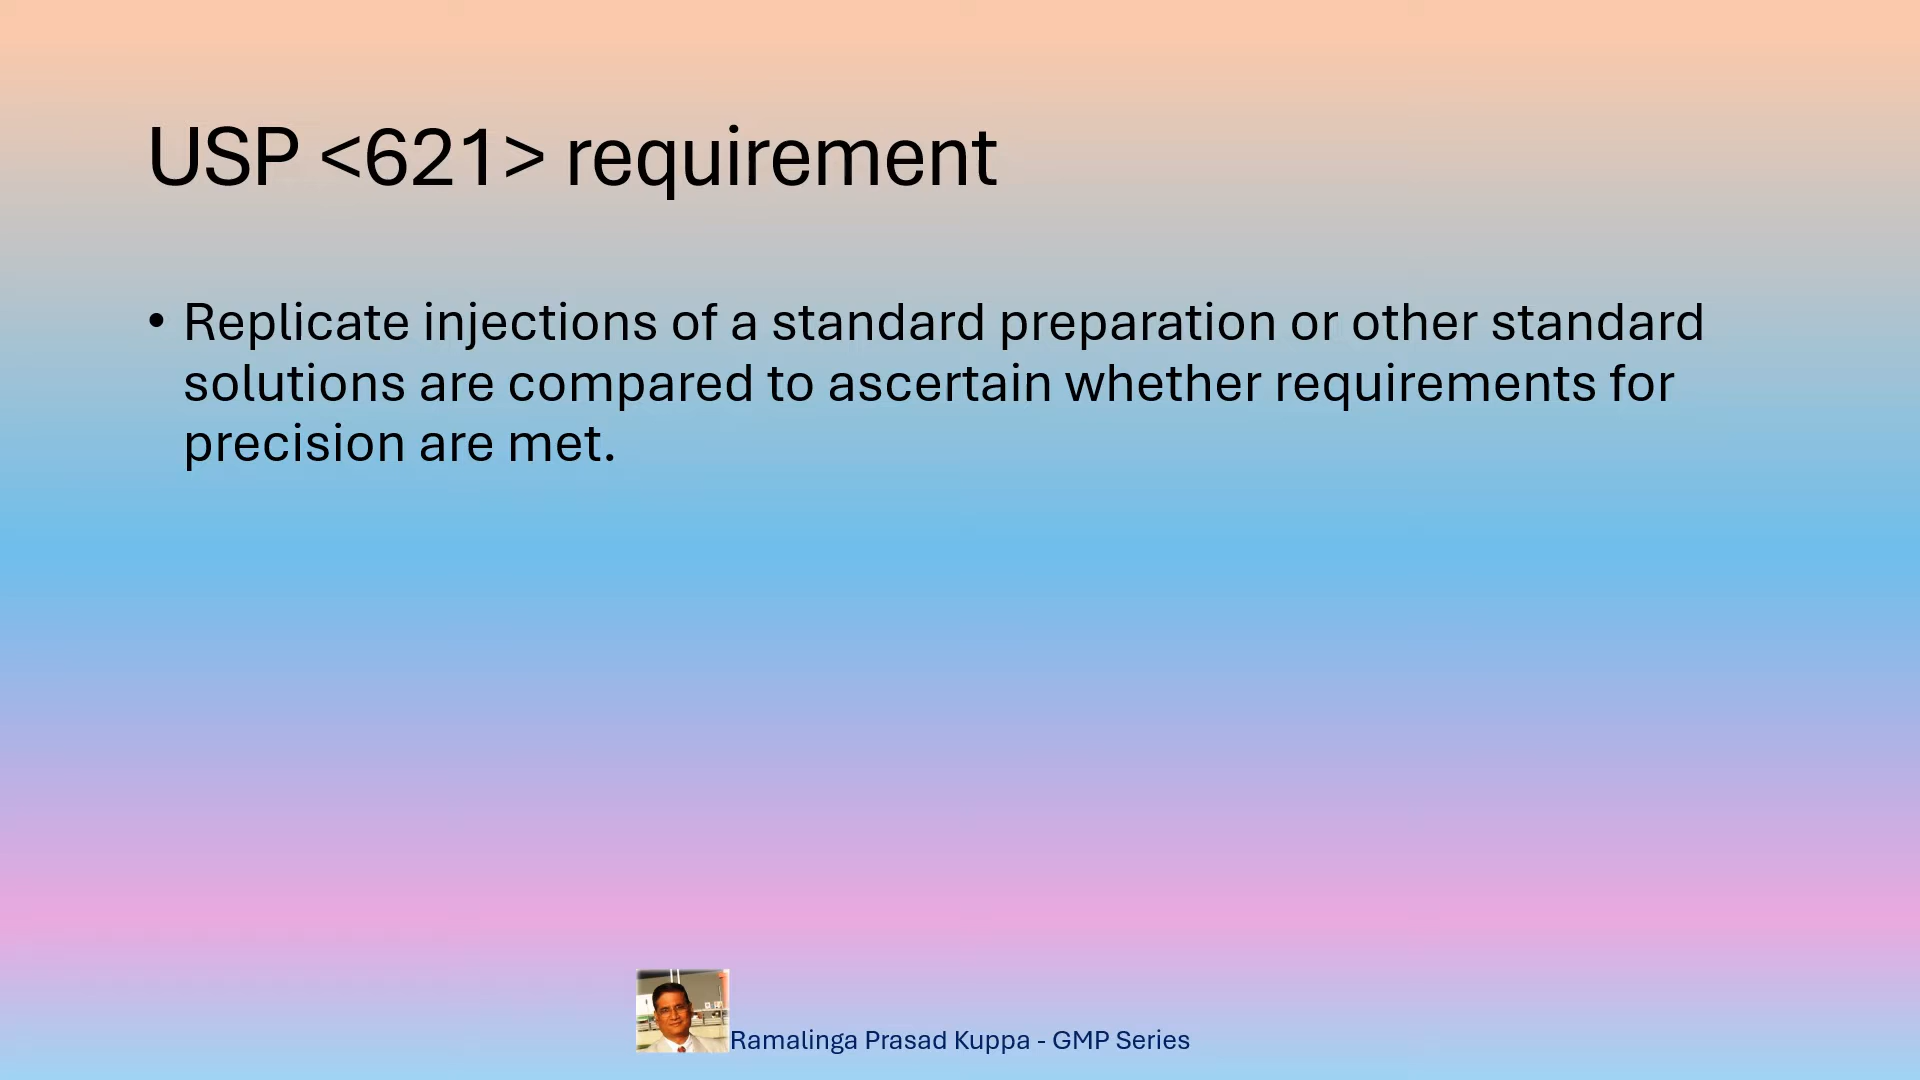 USP <621> requirement
• Replicate injections of a standard preparation or other standard
solutions are compared to ascertain whether requirements for
precision are met.
Ramalinga Prasad Kuppa - GMP Series